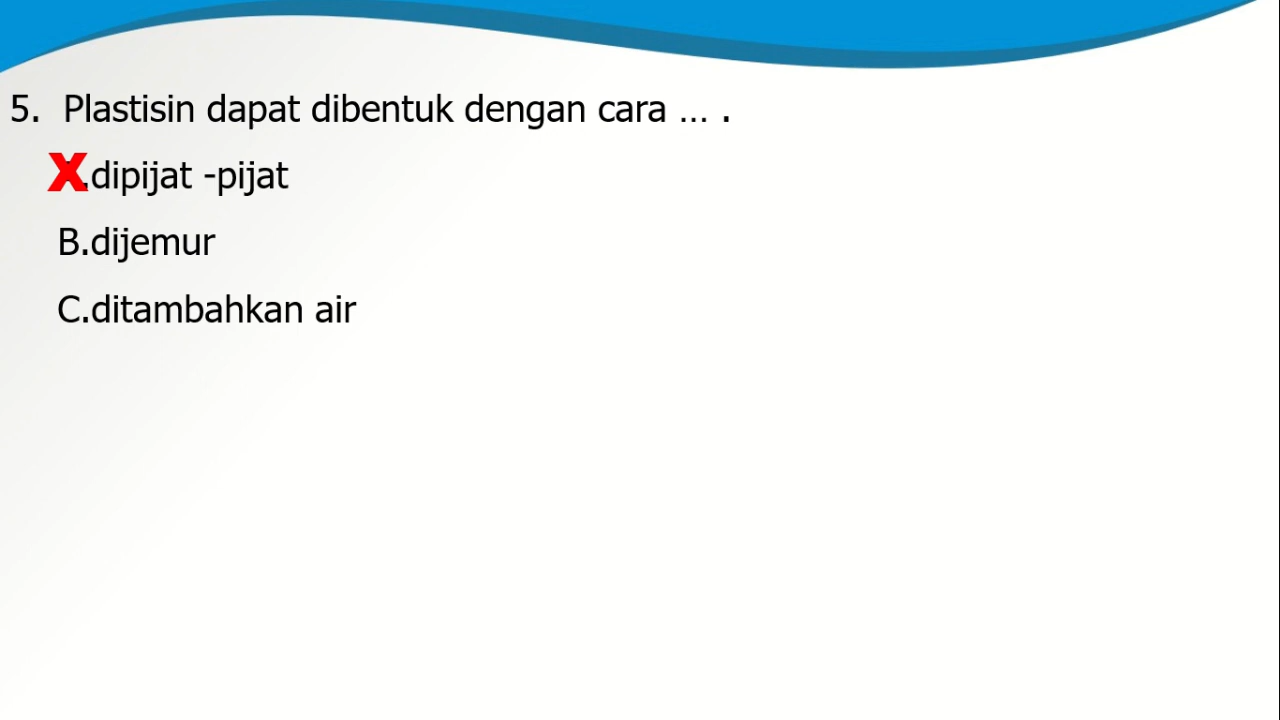 5. Plastisin dapat dibentuk dengan cara ... .
X.dipijat -pijat
B.dijemur
C.ditambahkan air